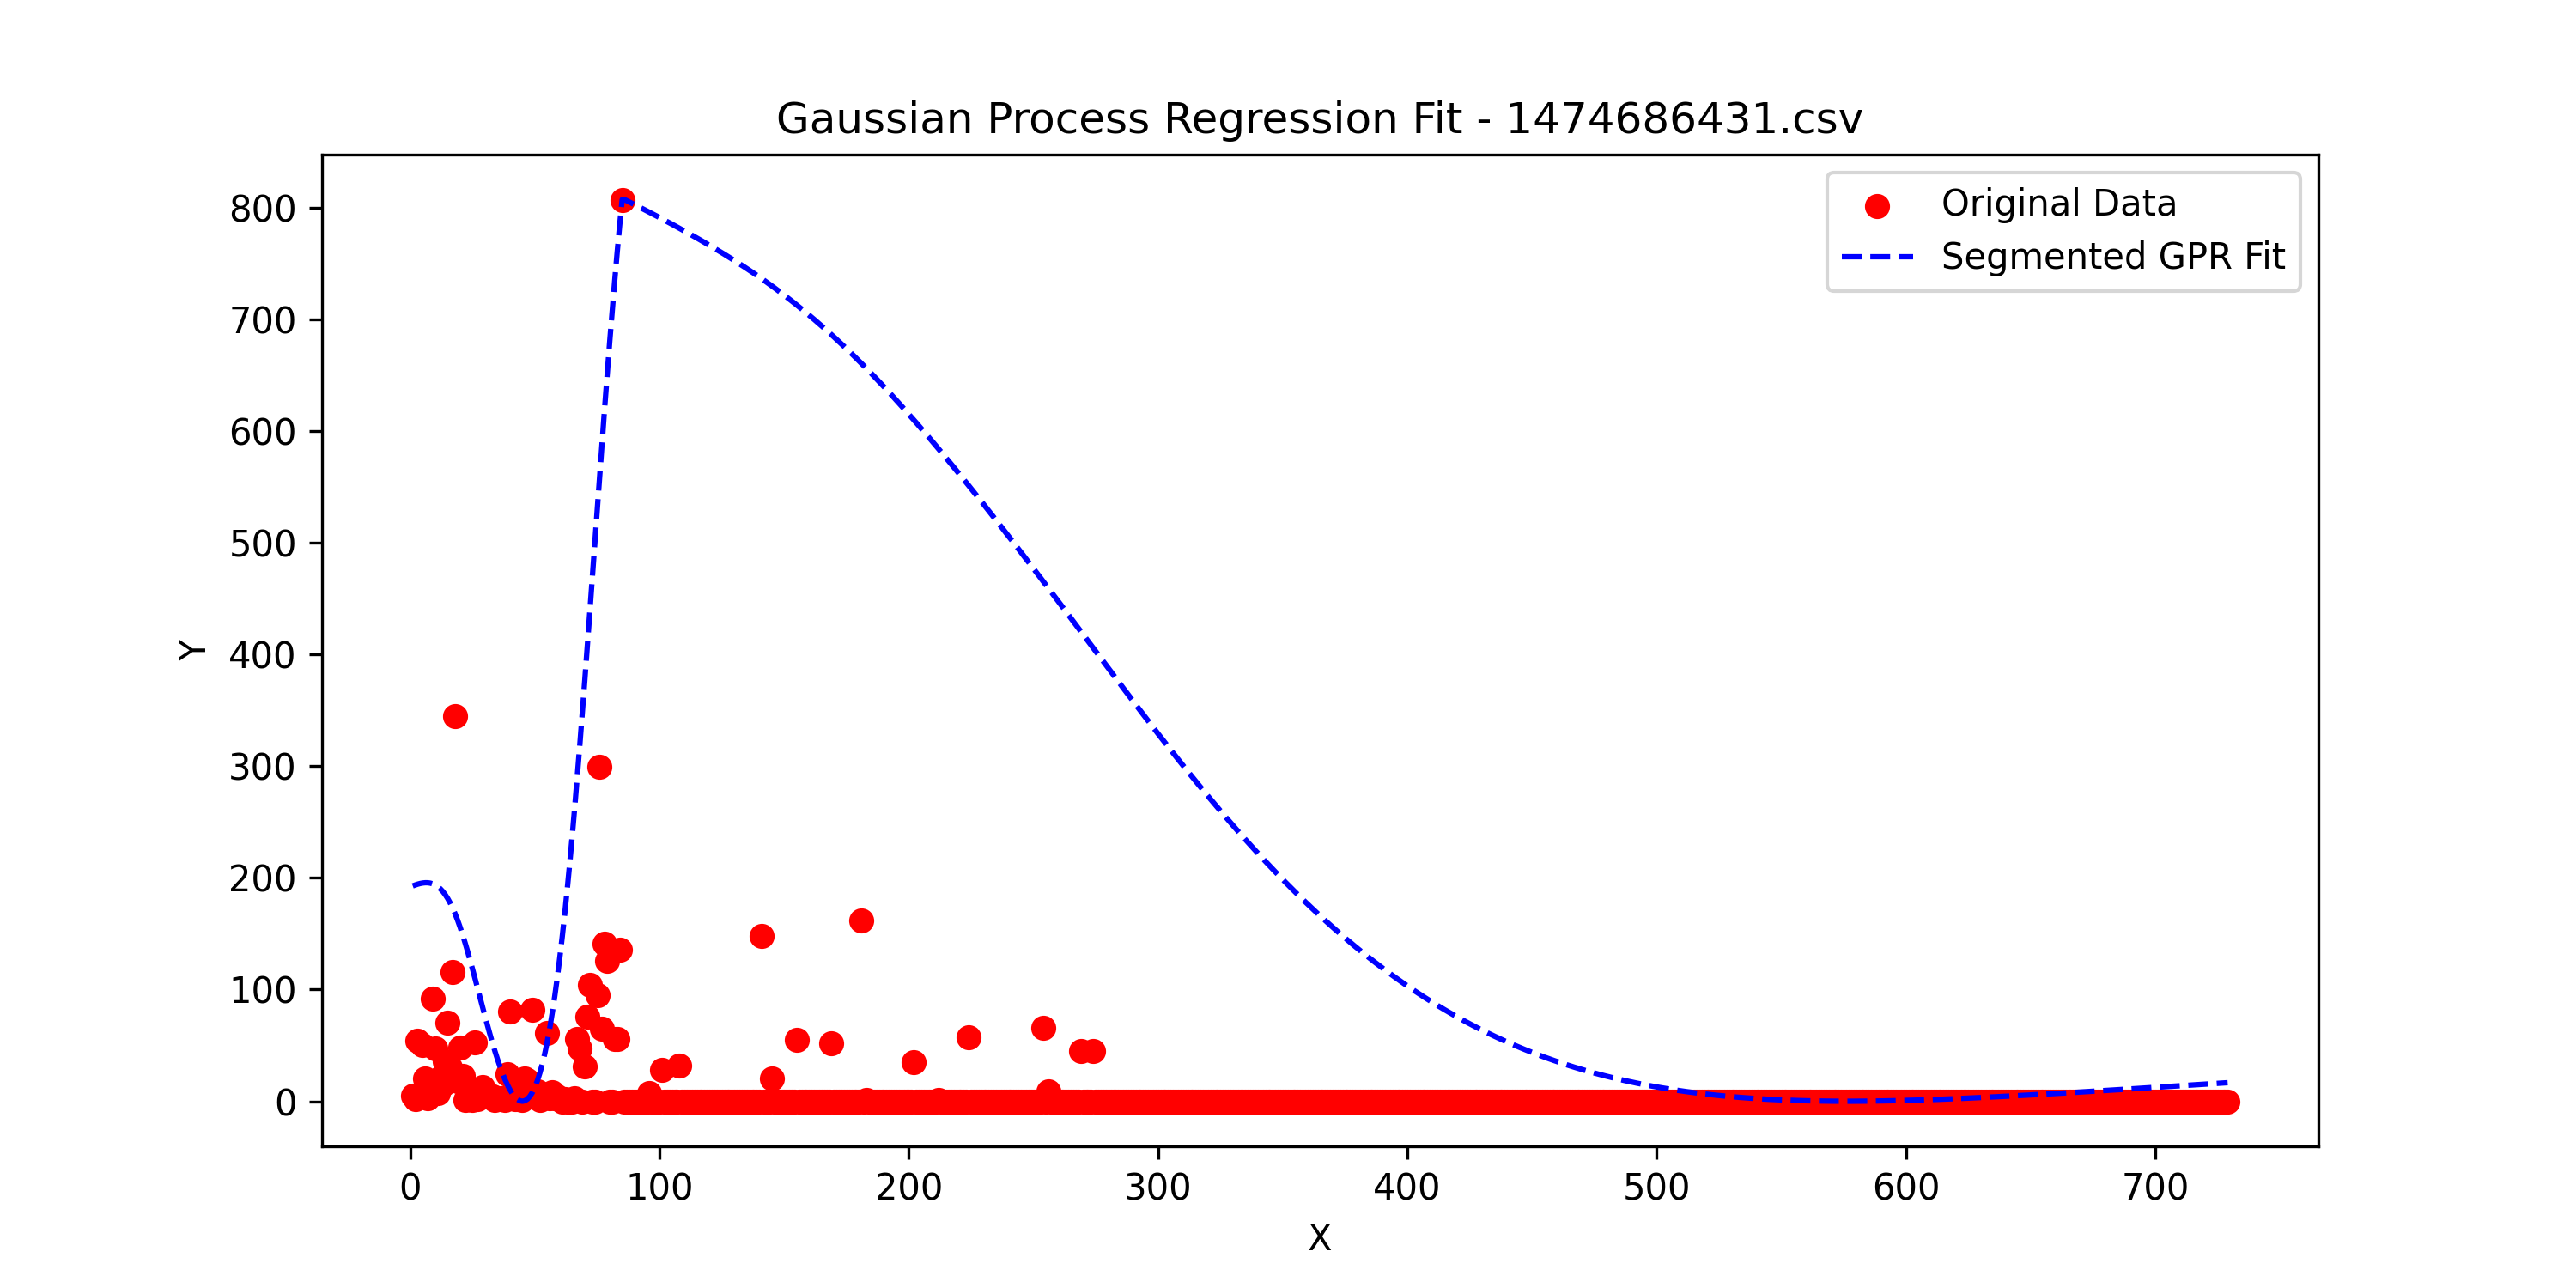 Gaussian Process Regression Fit - 1474686431.csv
Original Data
Segmented GPR Fit
800
700
600
500
400
300
200
100
0
Y
0 100 200 300 400 500 600 700
X